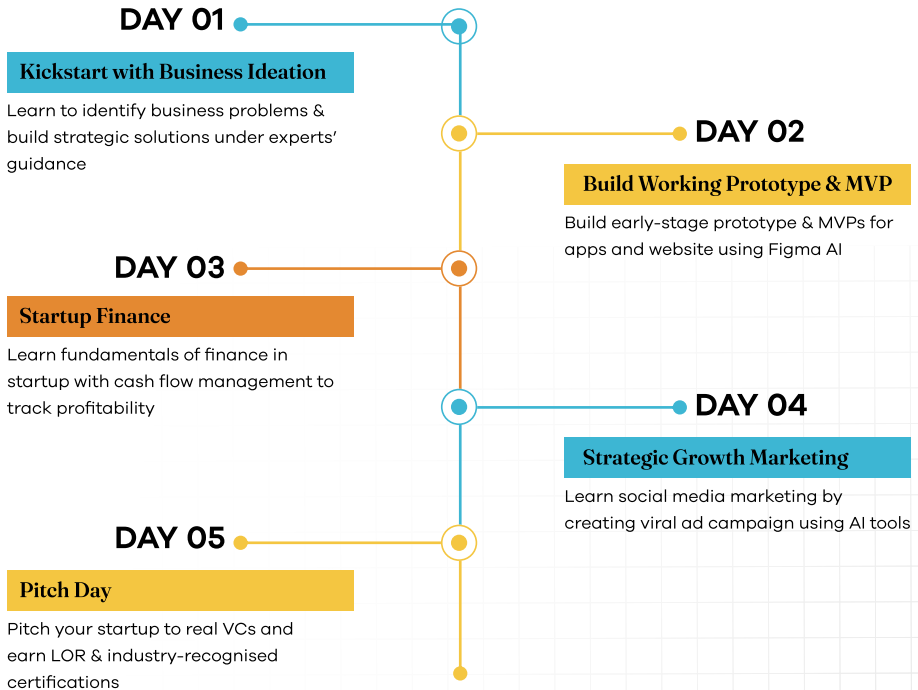 DAY 01
Kickstart with Business Ideation
Learn to identify business problems &
build strategic solutions under experts’
guidance
DAY 02
Build Working Prototype & MVP
Build early-stage prototype & MVPs for
apps and website using Figma AI
DAY 03
Startup Finance
Learn fundamentals of finance in
startup with cash flow management to
track profitability
DAY 04
Strategic Growth Marketing
Learn social media marketing by
creating viral ad campaign using AI tools
DAY 05
Pitch Day
Pitch your startup to real VCs and
earn LOR & industry-recognised
certifications